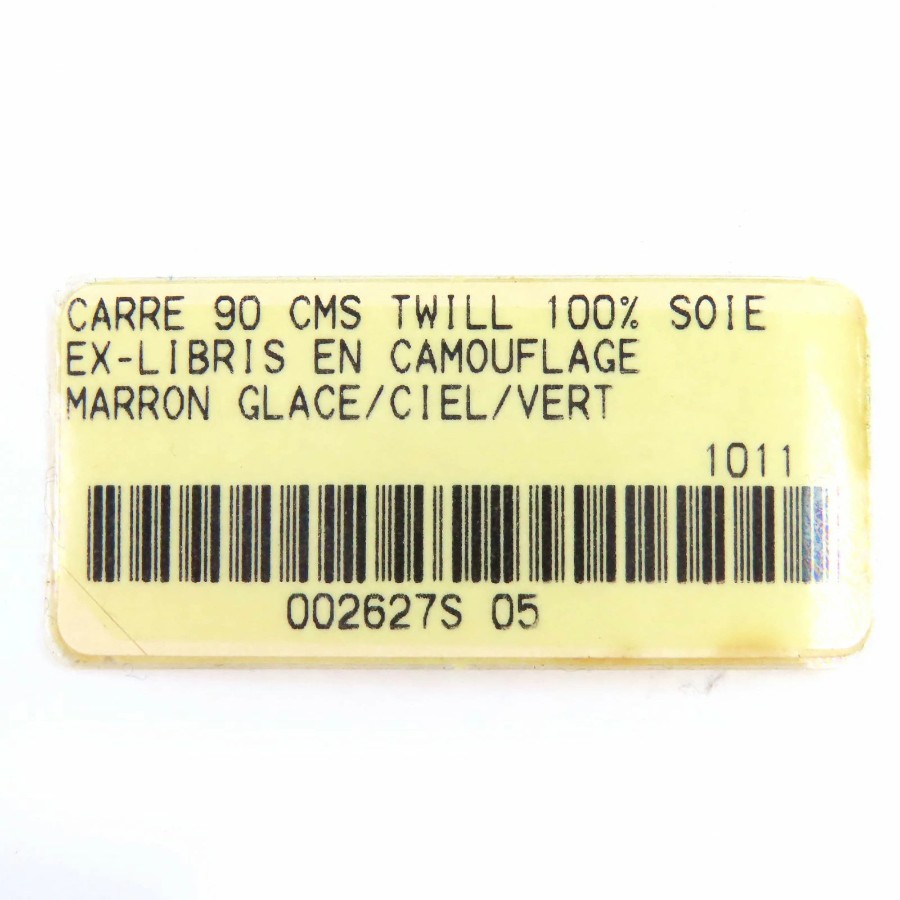 CARRE 90 CMS TWILL 100% SOIE
EX-LIBRIS EN CAMOUFLAGE
MARRON GLACE/CIEL/VERT
1011
002627S 05